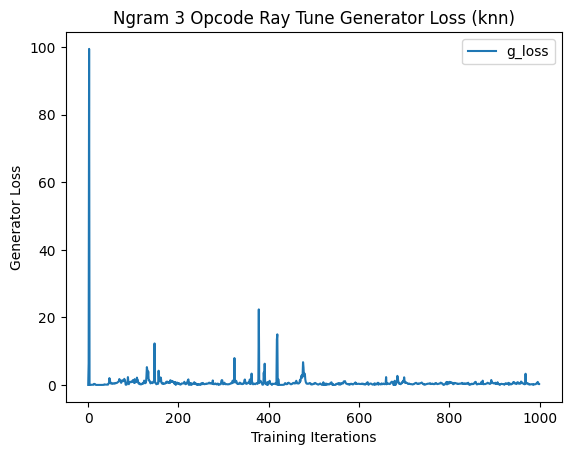 Ngram 3 Opcode Ray Tune Generator Loss (knn)
g_loss
100
80
60
40
20
0
Generator Loss
0 200 400 600 800 1000
Training Iterations